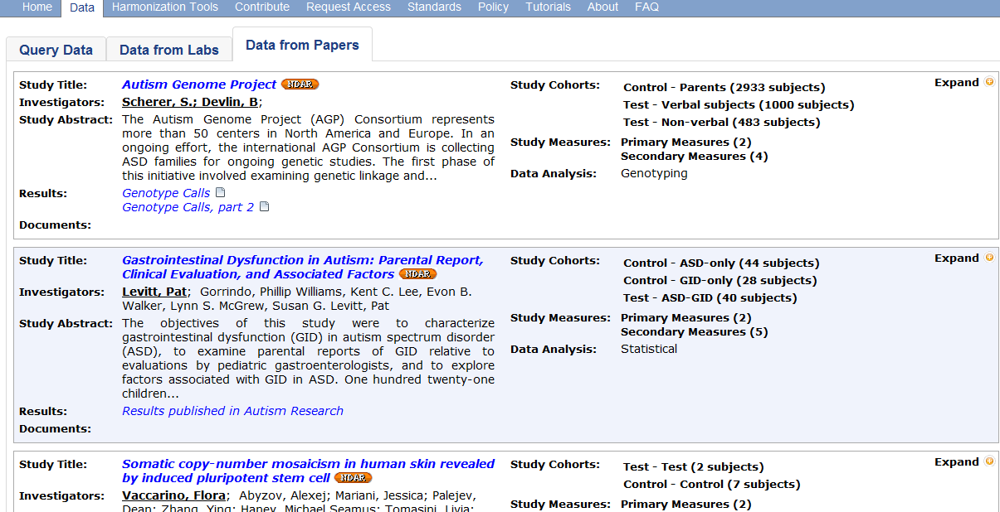 Home Data Harmonization Tools Contribute Request Access Standards Policy Tutorials About FAQ
Query Data Data from Labs Data from Papers
Study Title: Autism Genome Project NDAR
Investigators: Scherer, S.; Devlin, B;
Study Abstract: The Autism Genome Project (AGP) Consortium represents
more than 50 centers in North America and Europe. In an
ongoing effort, the international AGP Consortium is collecting
ASD families for ongoing genetic studies. The first phase of
this initiative involved examining genetic linkage and...
Results: Genotype Calls
Genotype Calls, part 2
Documents:
Study Cohorts: Control - Parents (2933 subjects)
Test - Verbal subjects (1000 subjects)
Test - Non-verbal (483 subjects)
Study Measures: Primary Measures (2)
Secondary Measures (4)
Data Analysis: Genotyping
Expand
Study Title: Gastrointestinal Dysfunction in Autism: Parental Report,
Clinical Evaluation, and Associated Factors NDAR
Investigators: Levitt, Pat; Gorrindo, Phillip Williams, Kent C. Lee, Evon B.
Walker, Lynn S. McGrew, Susan G. Levitt, Pat
Study Abstract: The objectives of this study were to characterize
gastrointestinal dysfunction (GID) in autism spectrum disorder
(ASD), to examine parental reports of GID relative to
evaluations by pediatric gastroenterologists, and to explore
factors associated with GID in ASD. One hundred twenty-one
children...
Results: Results published in Autism Research
Documents:
Study Cohorts: Control - ASD-only (44 subjects)
Control - GID-only (28 subjects)
Test - ASD-GID (40 subjects)
Study Measures: Primary Measures (2)
Secondary Measures (5)
Data Analysis: Statistical
Expand
Study Title: Somatic copy-number mosaicism in human skin revealed
by induced pluripotent stem cell NDAR
Investigators: Vaccarino, Flora; Abyzov, Alexej; Mariani, Jessica; Palejev,
Dean; Zhang, Ying; Haney, Michael Seamus; Tomasini, Livia;
Study Cohorts: Test - Test (2 subjects)
Control - Control (7 subjects)
Study Measures: Primary Measures (2)
Expand